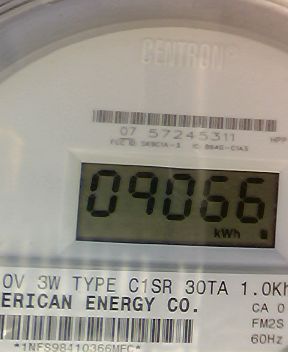 CENTRON®
07 57245311
09066
kWh
0V 3W TYPE C1SR 30TA 1.0Kh
ERICAN ENERGY CO.
CA 0
FM2S
60Hz
*1NFS98410366MFC*